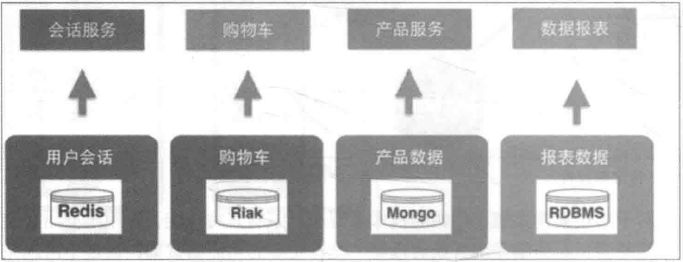 会话服务
购物车
产品服务
数据报表
用户会话
购物车
产品数据
报表数据
Redis
Riak
Mongo
RDBMS